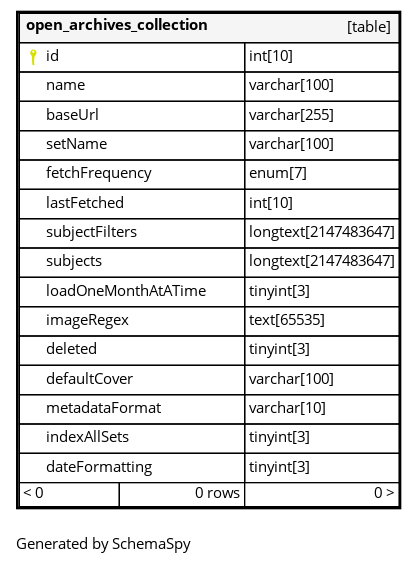 open_archives_collection [table]
id int[10]
name varchar[100]
baseUrl varchar[255]
setName varchar[100]
fetchFrequency enum[7]
lastFetched int[10]
subjectFilters longtext[2147483647]
subjects longtext[2147483647]
loadOneMonthAtATime tinyint[3]
imageRegex text[65535]
deleted tinyint[3]
defaultCover varchar[100]
metadataFormat varchar[10]
indexAllSets tinyint[3]
dateFormatting tinyint[3]
< 0 0 rows 0 >
Generated by SchemaSpy